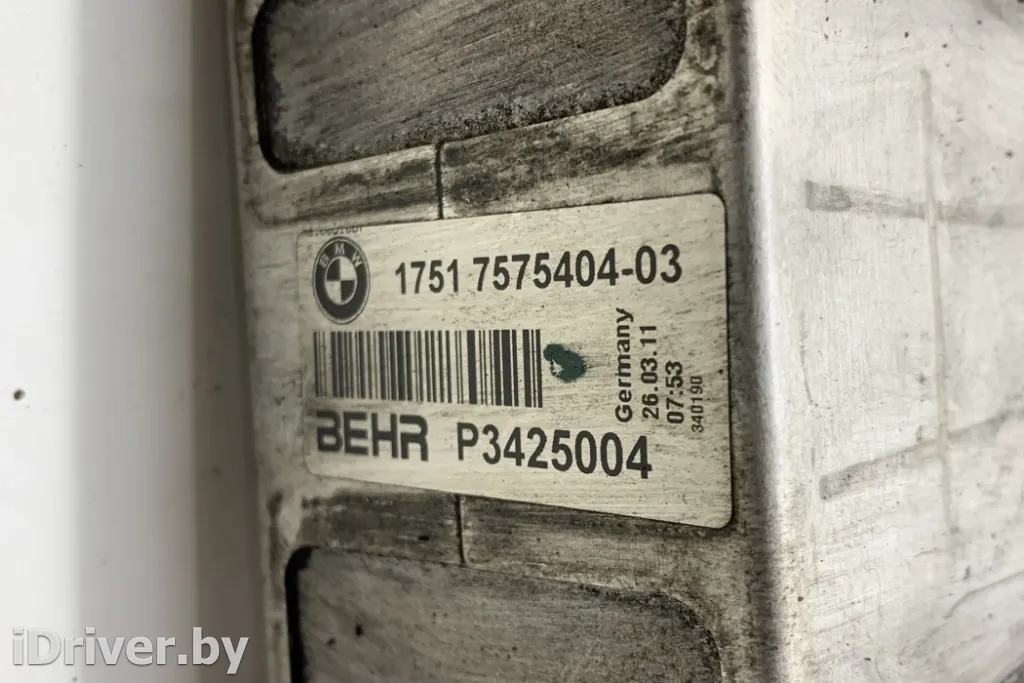 BMW
1751 7575404-03
Germany
26.03.11
07:53
340190
BEHR P3425004
iDriver.by